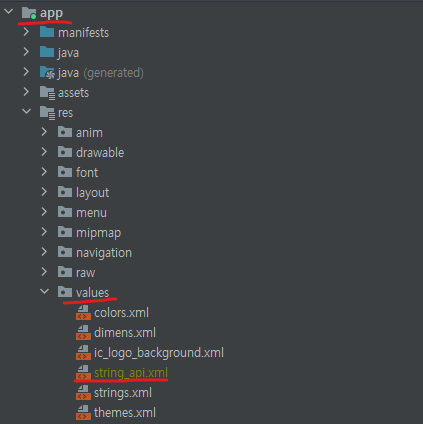 app
manifests
java
java (generated)
assets
res
anim
drawable
font
layout
menu
mipmap
navigation
raw
values
colors.xml
dimens.xml
ic_logo_background.xml
string_api.xml
strings.xml
themes.xml